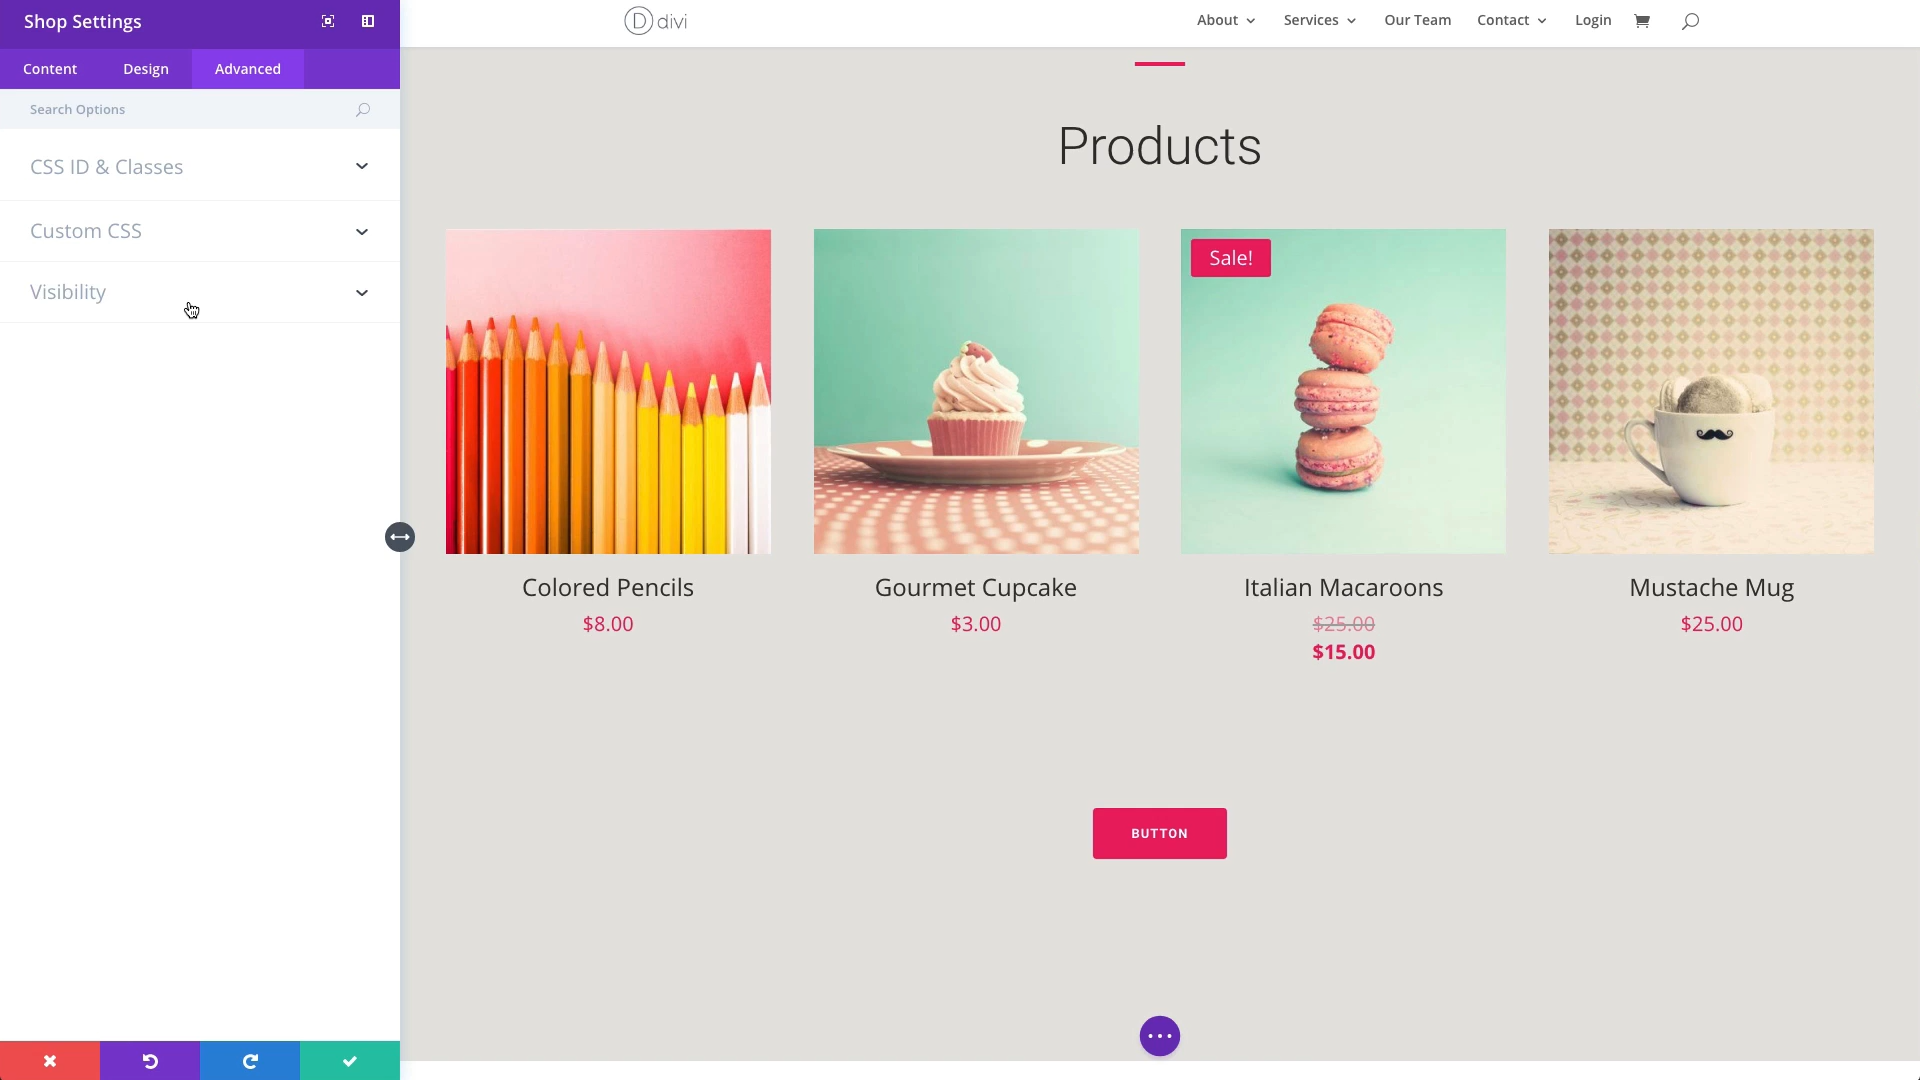 Shop Settings
Content Design Advanced
Search Options
CSS ID & Classes
Custom CSS
Visibility
D divi
About Services Our Team Contact Login
Products
Sale!
Colored Pencils
$8.00
Gourmet Cupcake
$3.00
Italian Macaroons
$25.00
$15.00
Mustache Mug
$25.00
BUTTON